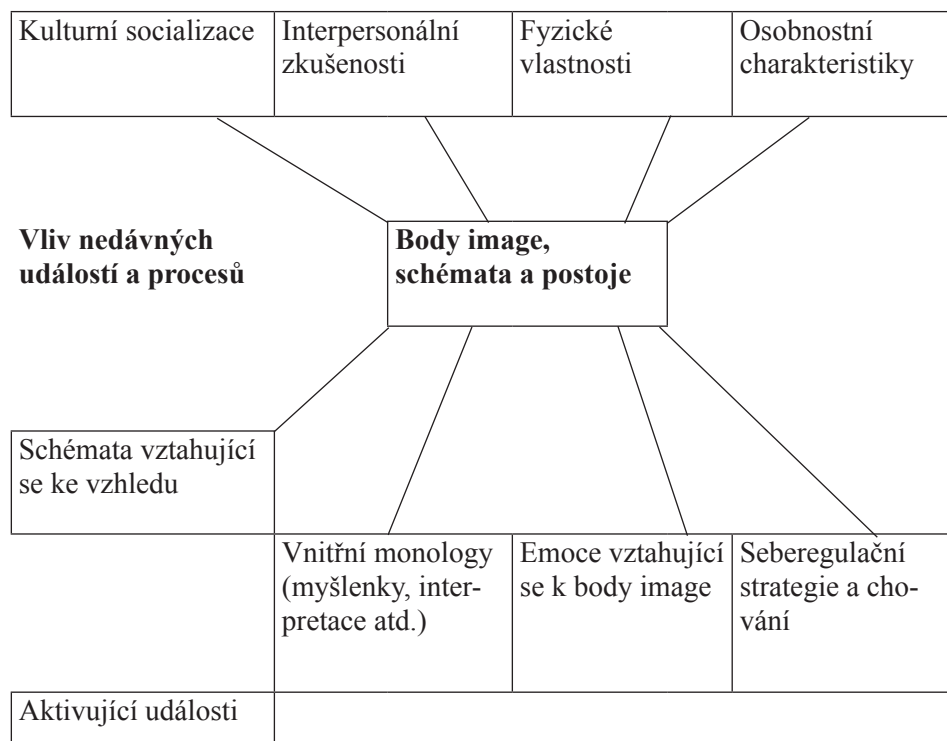 Kulturní socializace
Interpersonální
zkušenosti
Fyzické
vlastnosti
Osobnostní
charakteristiky
Vliv nedávných
událostí a procesů
Body image,
schémata a postoje
Schémata vztahující
se ke vzhledu
Vnitřní monology
(myšlenky, inter-
pretace atd.)
Emoce vztahující
se k body image
Seberegulační
strategie a cho-
vání
Aktivující události